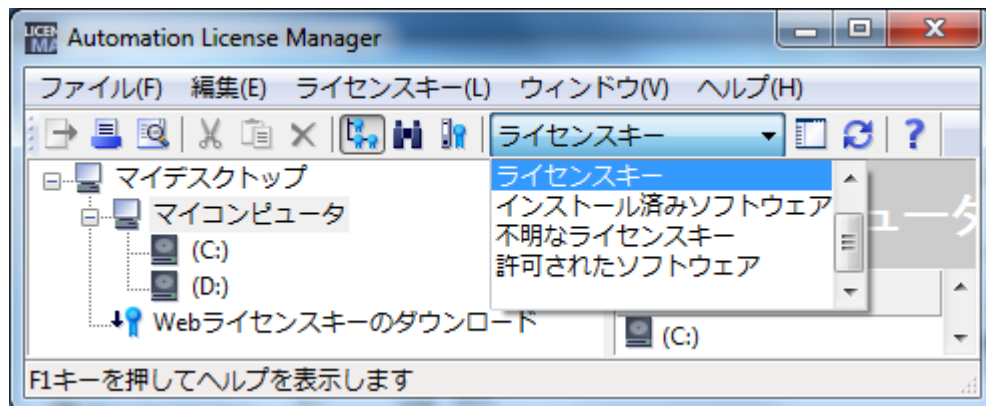 LICEN
MA
Automation License Manager
ファイル(F) 編集(E) ライセンスキー(L) ウィンドウ(V) ヘルプ(H)
ライセンスキー
?
マイデスクトップ
マイコンピュータ
(C:)
(D:)
Webライセンスキーのダウンロード
ライセンスキー
インストール済みソフトウェア
不明なライセンスキー
許可されたソフトウェア
ュータ
(C:)
F1キーを押してヘルプを表示します